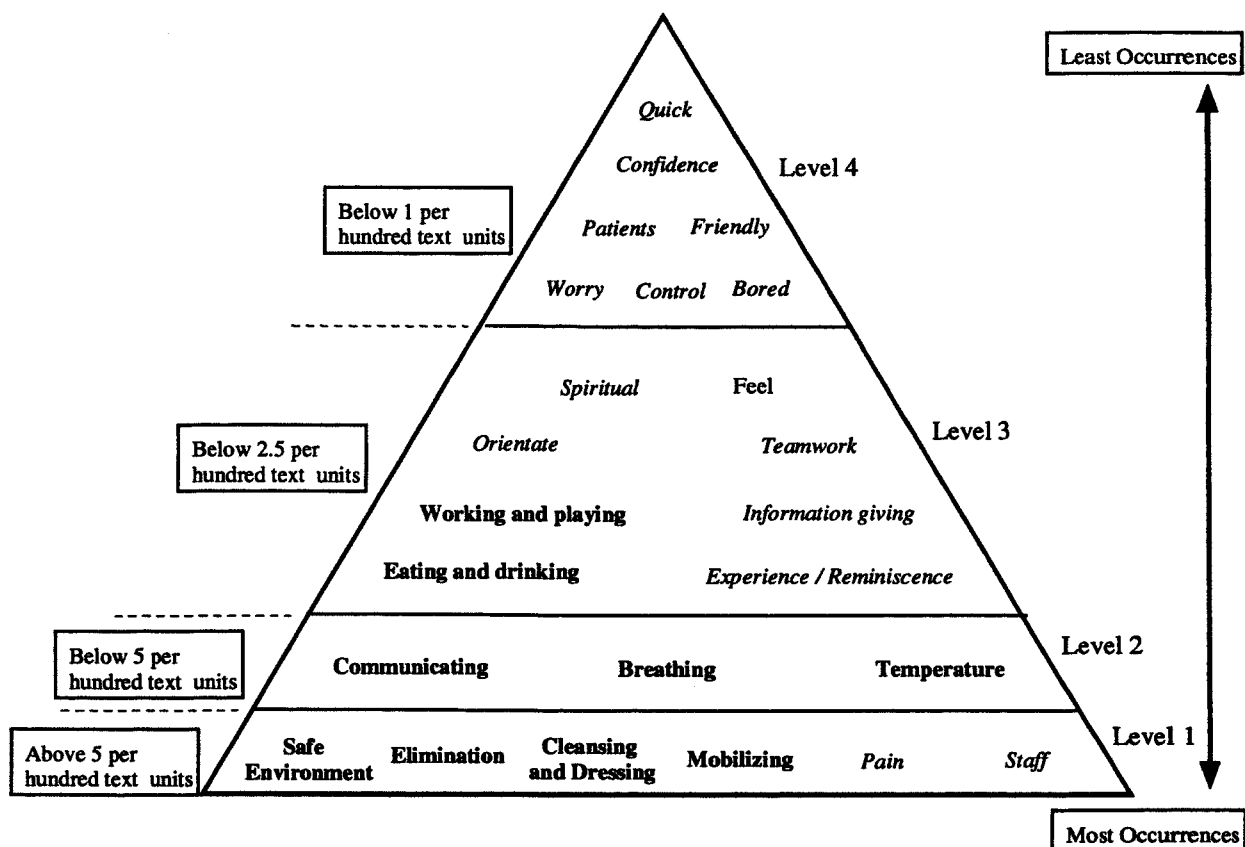 Least Occurrences
Quick
Confidence
Level 4
Below 1 per
hundred text units
Patients Friendly
Worry Control Bored
Spiritual Feel
Level 3
Below 2.5 per
hundred text units
Orientate Teamwork
Working and playing Information giving
Eating and drinking Experience / Reminiscence
Level 2
Below 5 per
hundred text units
Communicating Breathing Temperature
Level 1
Above 5 per
hundred text units
Safe
Environment
Elimination
Cleansing
and Dressing
Mobilizing
Pain
Staff
Most Occurrences